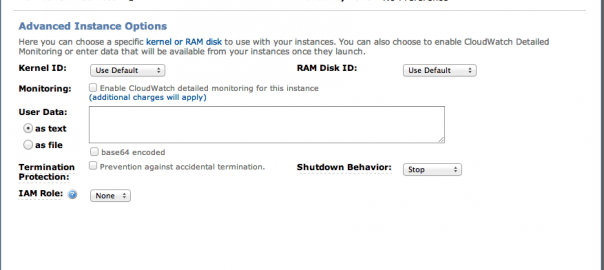 Advanced Instance Options
Here you can choose a specific kernel or RAM disk to use with your instances. You can also choose to enable CloudWatch Detailed
Monitoring or enter data that will be available from your instances once they launch.
Kernel ID: Use Default RAM Disk ID: Use Default
Monitoring: Enable CloudWatch detailed monitoring for this instance
(additional charges will apply)
User Data:
as text
as file
base64 encoded
Termination Protection: Prevention against accidental termination. Shutdown Behavior: Stop
IAM Role: None